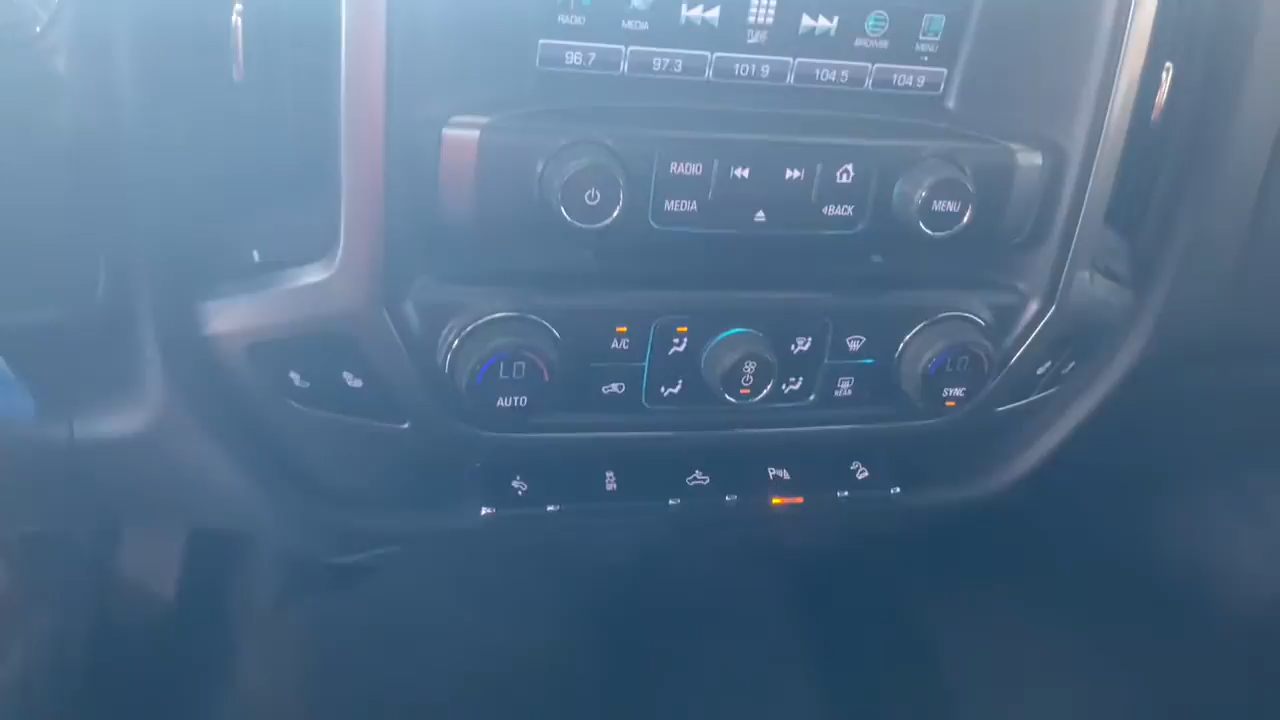 RADIO MEDIA TUNE BROWSE MENU
96.7 97.3 101.9 104.5 104.9
RADIO
MEDIA
BACK
MENU
LO
AUTO
A/C
REAR
LO
SYNC
P